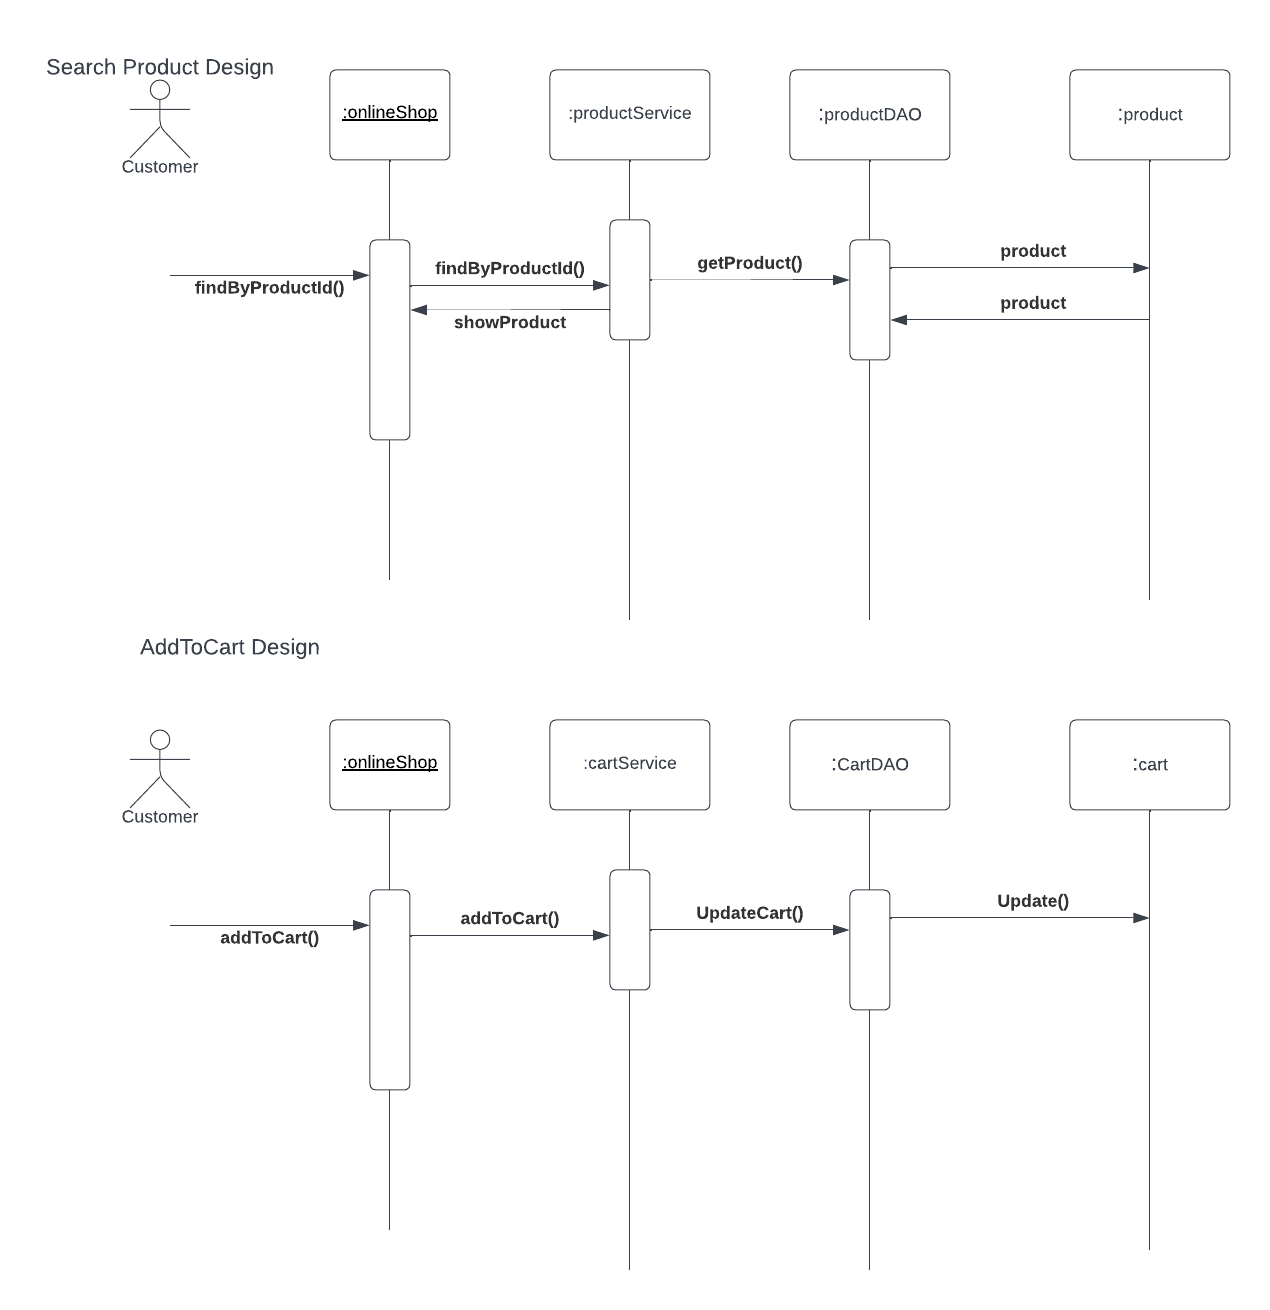 Search Product Design
Customer
:onlineShop
:productService
:productDAO
:product
findByProductId()
findByProductId()
showProduct
getProduct()
product
product
AddToCart Design
Customer
:onlineShop
:cartService
:CartDAO
:cart
addToCart()
addToCart()
UpdateCart()
Update()